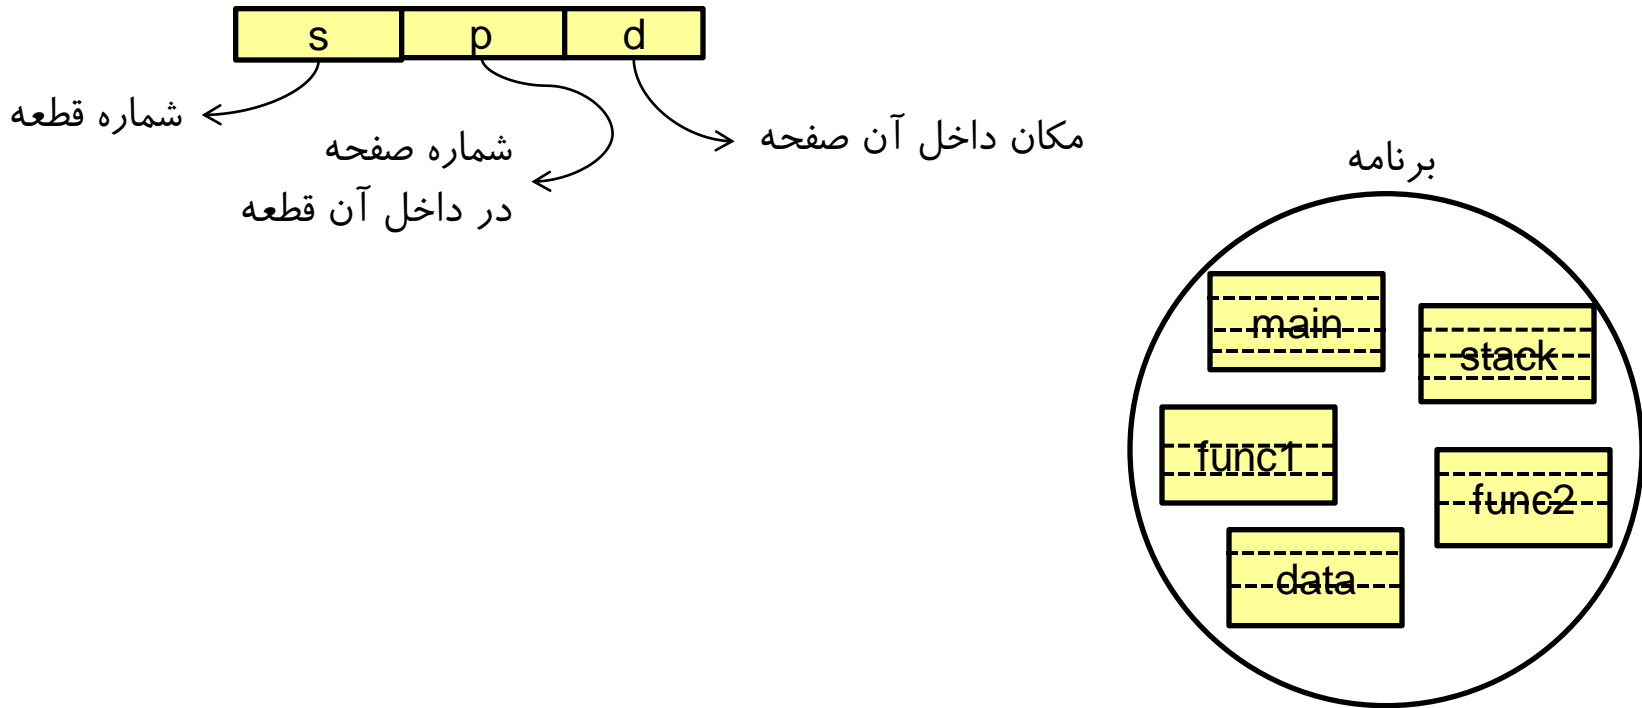 s p d
شماره قطعه
شماره صفحه
در داخل آن قطعه
مکان داخل آن صفحه
برنامه
main
stack
func1
func2
data